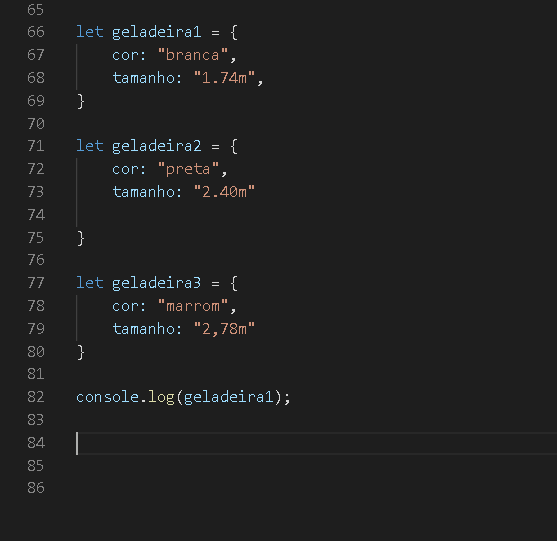 65
66 let geladeira1 = {
67 cor: "branca",
68 tamanho: "1.74m",
69 }
70
71 let geladeira2 = {
72 cor: "preta",
73 tamanho: "2.40m"
74
75 }
76
77 let geladeira3 = {
78 cor: "marrom",
79 tamanho: "2,78m"
80 }
81
82 console.log(geladeira1);
83
84
85
86